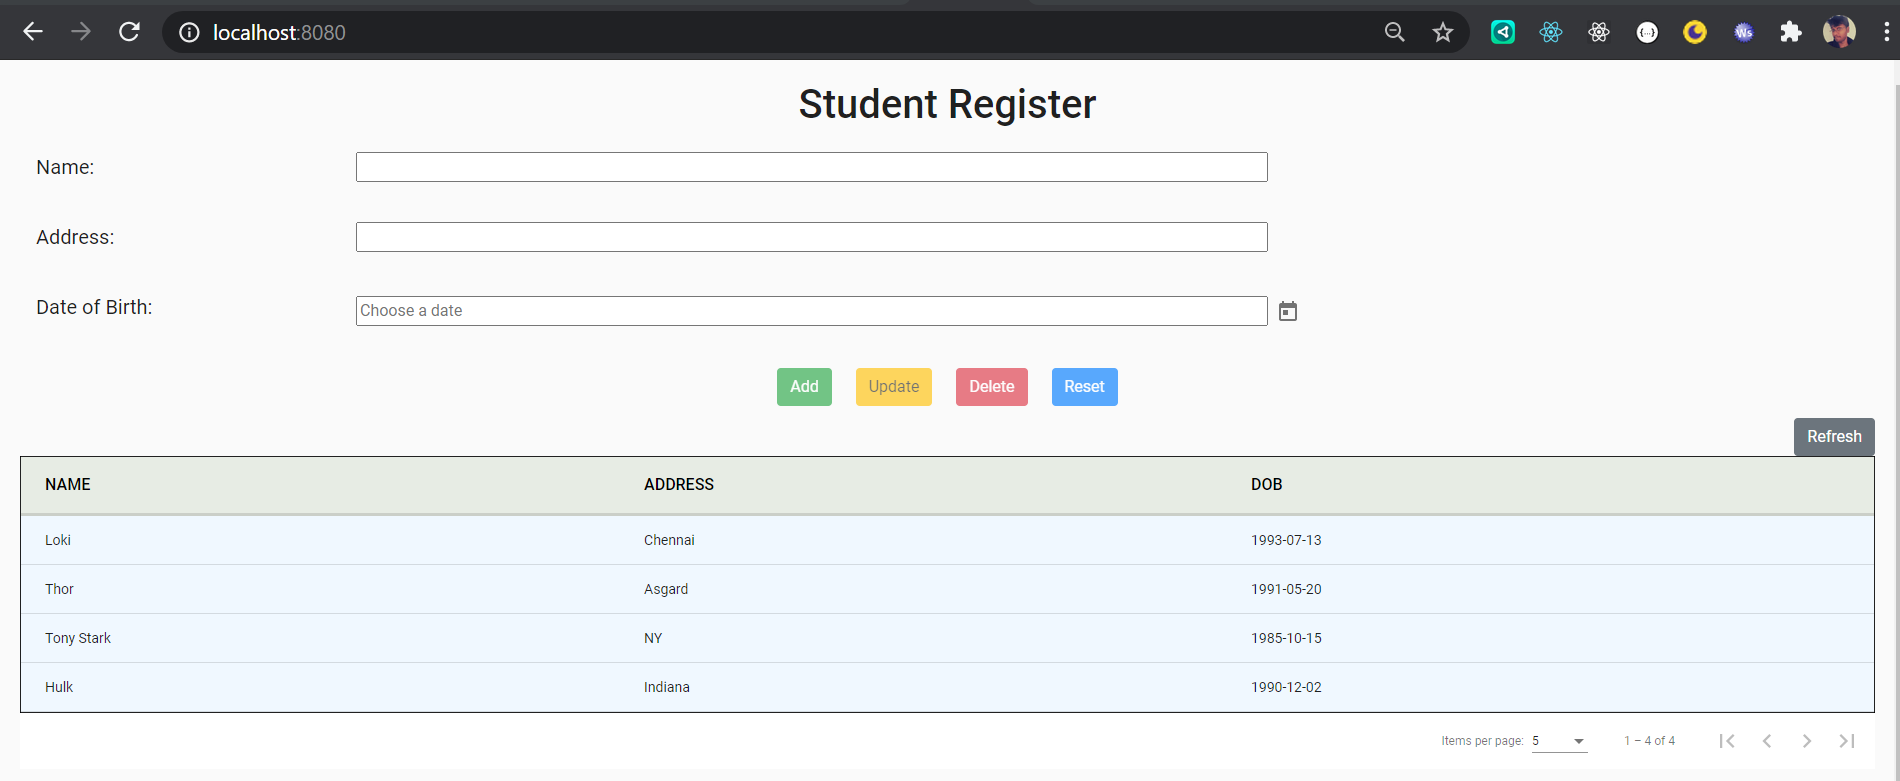 localhost:8080
Ws
Student Register
Name:
Address:
Date of Birth: Choose a date
Add Update Delete Reset
Refresh
NAME ADDRESS DOB
Loki Chennai 1993-07-13
Thor Asgard 1991-05-20
Tony Stark NY 1985-10-15
Hulk Indiana 1990-12-02
Items per page: 5 1 – 4 of 4